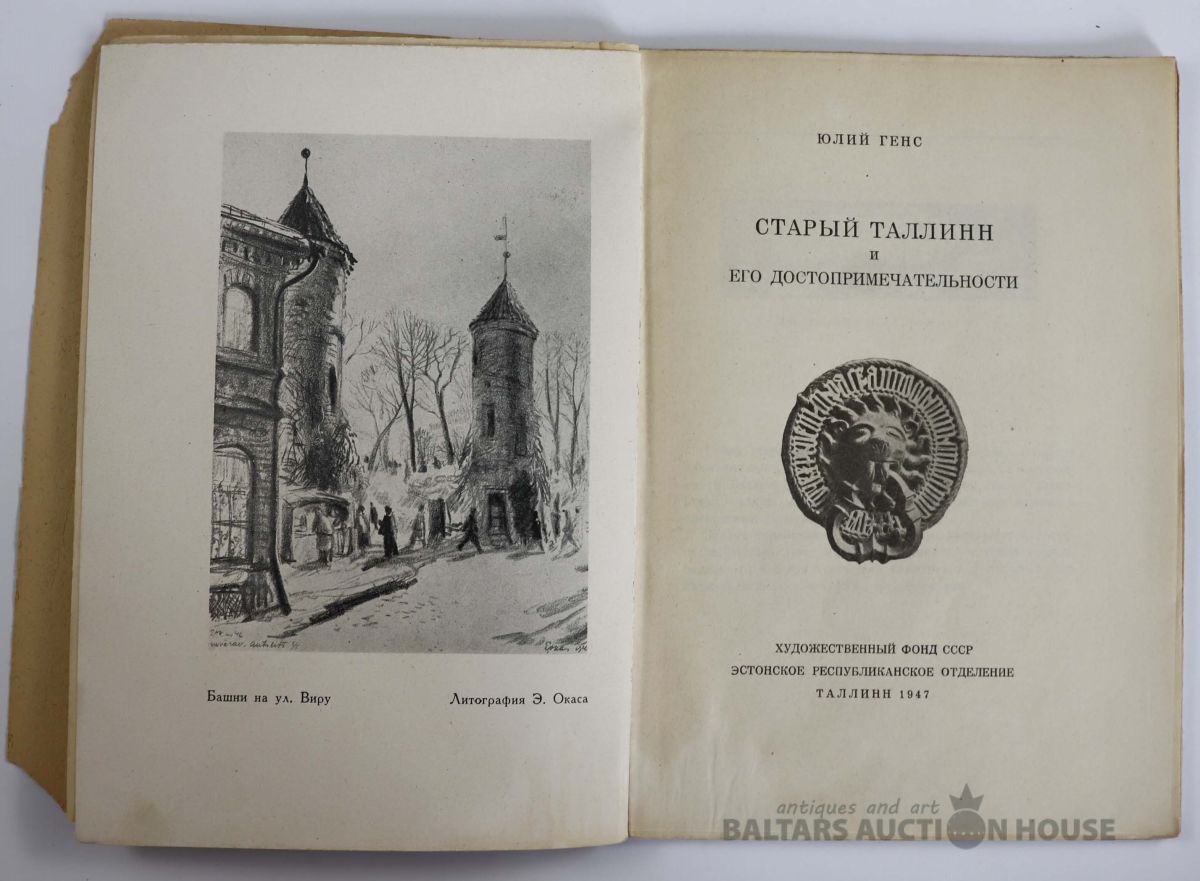 Башни на ул. Виру
Литография Э. Окаса
ЮЛИЙ ГЕНС
СТАРЫЙ ТАЛЛИНН
И
ЕГО ДОСТОПРИМЕЧАТЕЛЬНОСТИ
ХУДОЖЕСТВЕННЫЙ ФОНД СССР
ЭСТОНСКОЕ РЕСПУБЛИКАНСКОЕ ОТДЕЛЕНИЕ
ТАЛЛИНН 1947
antiques and art
BALTARS AUCTION HOUSE